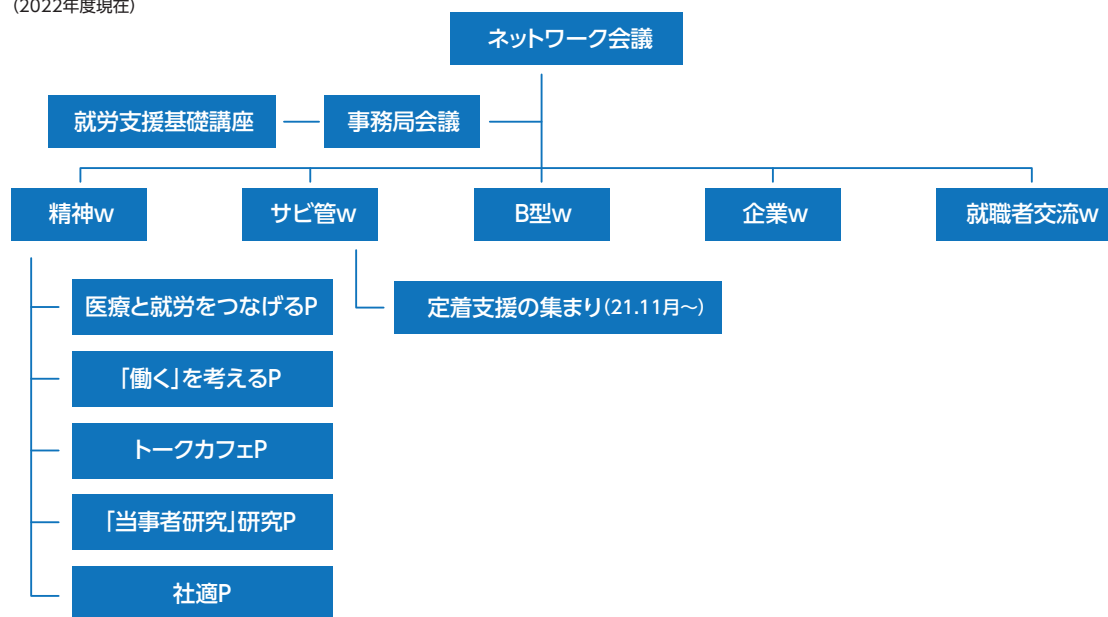 (2022年度現在)
ネットワーク会議
就労支援基礎講座
事務局会議
精神w
サビ管w
B型w
企業w
就職者交流w
医療と就労をつなげるP
定着支援の集まり(21.11月～)
「働く」を考えるP
トークカフェP
「当事者研究」研究P
社適P